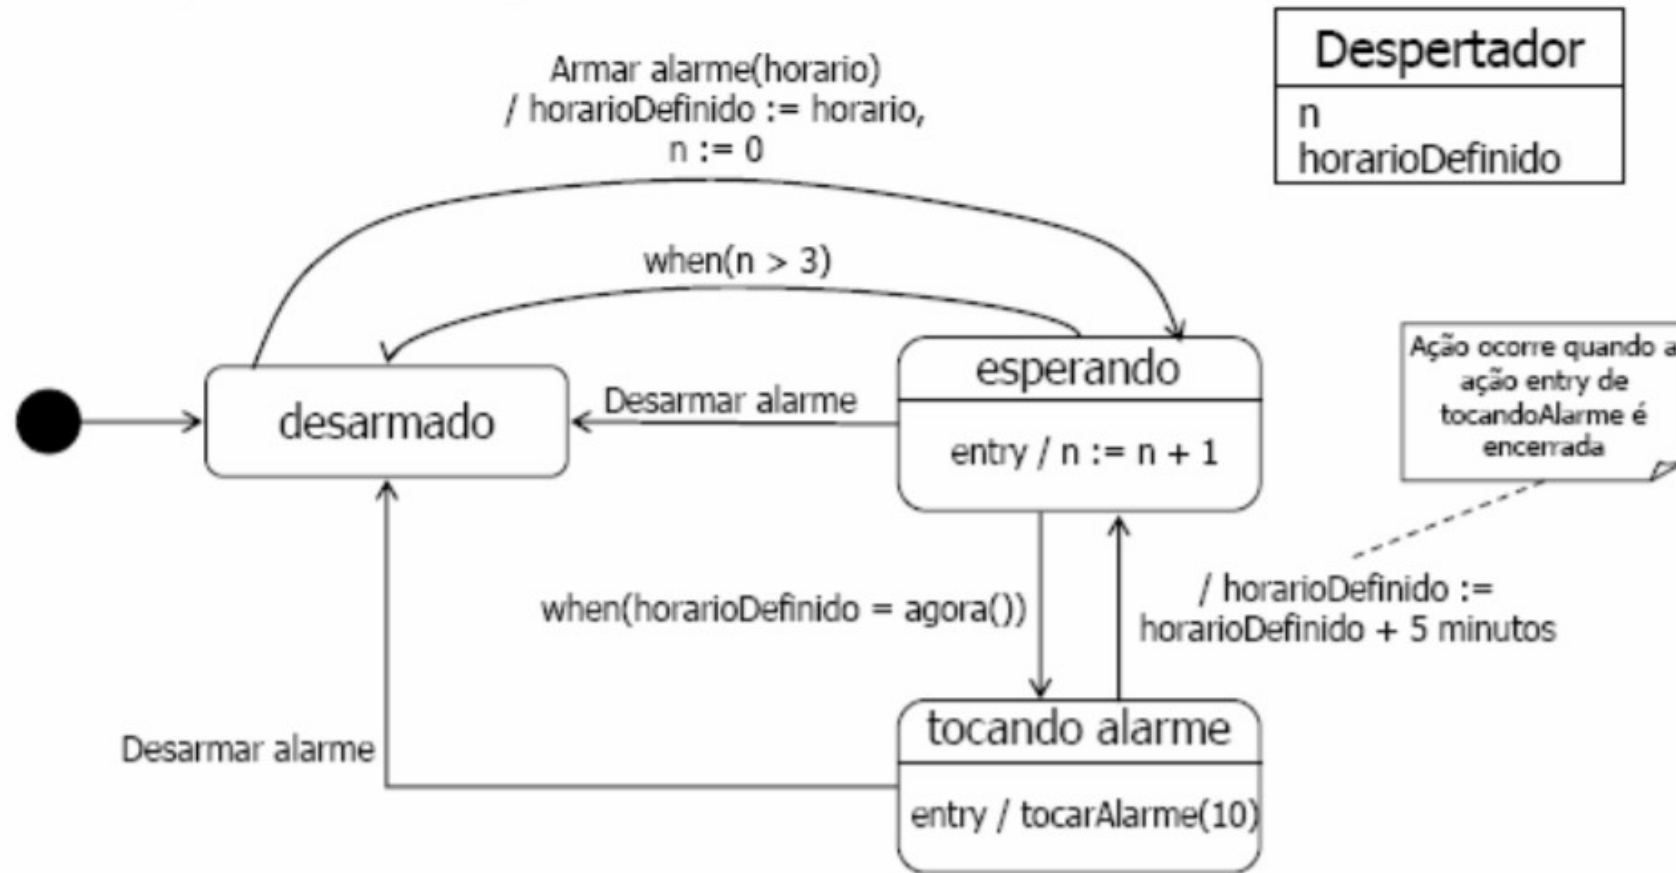 Armar alarme(horario)
/ horarioDefinido := horario,
n := 0
Despertador
n
horarioDefinido
when(n > 3)
desarmado
Desarmar alarme
esperando
entry / n := n + 1
Ação ocorre quando a
ação entry de
tocandoAlarme é
encerrada
when(horarioDefinido = agora())
/ horarioDefinido :=
horarioDefinido + 5 minutos
Desarmar alarme
tocando alarme
entry / tocarAlarme(10)